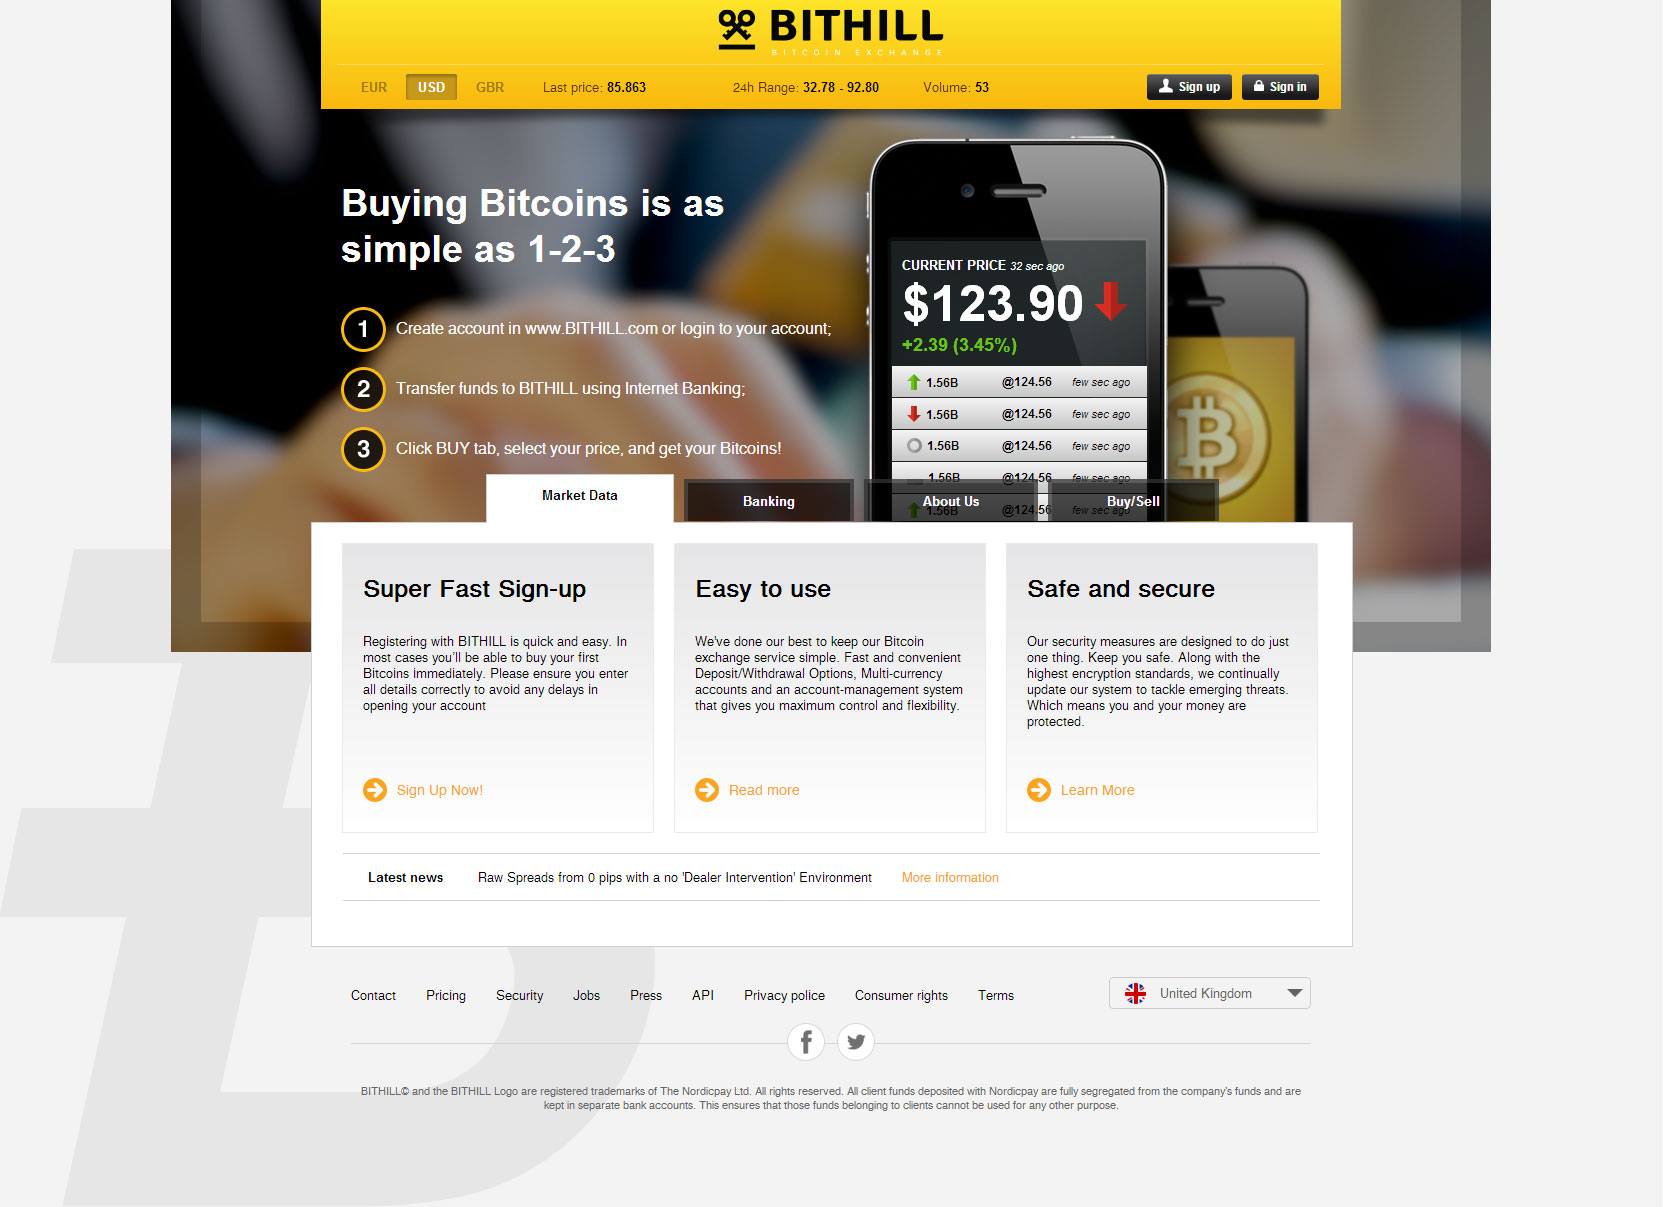 BITHILL
BITCOIN EXCHANGE
EUR USD GBR Last price: 85.863 24h Range: 32.78 - 92.80 Volume: 53 Sign up Sign in
Buying Bitcoins is as
simple as 1-2-3
1 Create account in www.BITHILL.com or login to your account;
2 Transfer funds to BITHILL using Internet Banking;
3 Click BUY tab, select your price, and get your Bitcoins!
CURRENT PRICE 32 sec ago
$123.90
+2.39 (3.45%)
1.56B @124.56 few sec ago
1.56B @124.56 few sec ago
1.56B @124.56 few sec ago
1.56B @124.56 few sec ago
1.56B @124.56 few sec ago
Market Data Banking About Us Buy/Sell
Super Fast Sign-up
Registering with BITHILL is quick and easy. In
most cases you'll be able to buy your first
Bitcoins immediately. Please ensure you enter
all details correctly to avoid any delays in
opening your account
Sign Up Now!
Easy to use
We've done our best to keep our Bitcoin
exchange service simple. Fast and convenient
Deposit/Withdrawal Options, Multi-currency
accounts and an account-management system
that gives you maximum control and flexibility.
Read more
Safe and secure
Our security measures are designed to do just
one thing. Keep you safe. Along with the
highest encryption standards, we continually
update our system to tackle emerging threats.
Which means you and your money are
protected.
Learn More
Latest news Raw Spreads from 0 pips with a no 'Dealer Intervention' Environment More information
Contact Pricing Security Jobs Press API Privacy police Consumer rights Terms United Kingdom
BITHILL© and the BITHILL Logo are registered trademarks of The Nordicpay Ltd. All rights reserved. All client funds deposited with Nordicpay are fully segregated from the company's funds and are
kept in separate bank accounts. This ensures that those funds belonging to clients cannot be used for any other purpose.